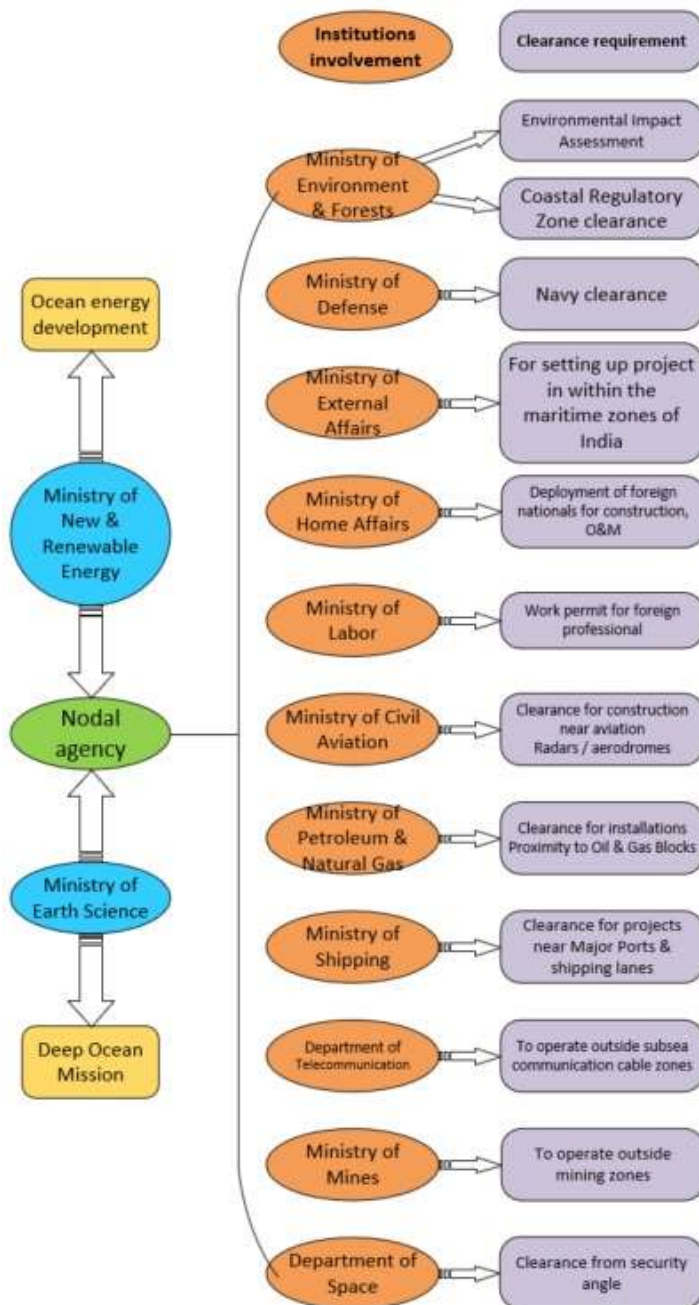 Institutions
involvement
Clearance requirement
Ministry of
Environment
& Forests
Environmental Impact
Assessment
Coastal Regulatory
Zone clearance
Ocean energy
development
Ministry of
Defense
Navy clearance
Ministry of
External
Affairs
For setting up project
in within the
maritime zones of
India
Ministry of
New &
Renewable
Energy
Ministry of
Home Affairs
Deployment of foreign
nationals for construction,
O&M
Ministry of
Labor
Work permit for foreign
professional
Nodal
agency
Ministry of Civil
Aviation
Clearance for construction
near aviation
Radars / aerodromes
Ministry of
Petroleum &
Natural Gas
Clearance for installations
Proximity to Oil & Gas Blocks
Ministry of
Earth Science
Ministry of
Shipping
Clearance for projects
near Major Ports &
shipping lanes
Deep Ocean
Mission
Department of
Telecommunication
To operate outside subsea
communication cable zones
Ministry of
Mines
To operate outside
mining zones
Department of
Space
Clearance from security
angle